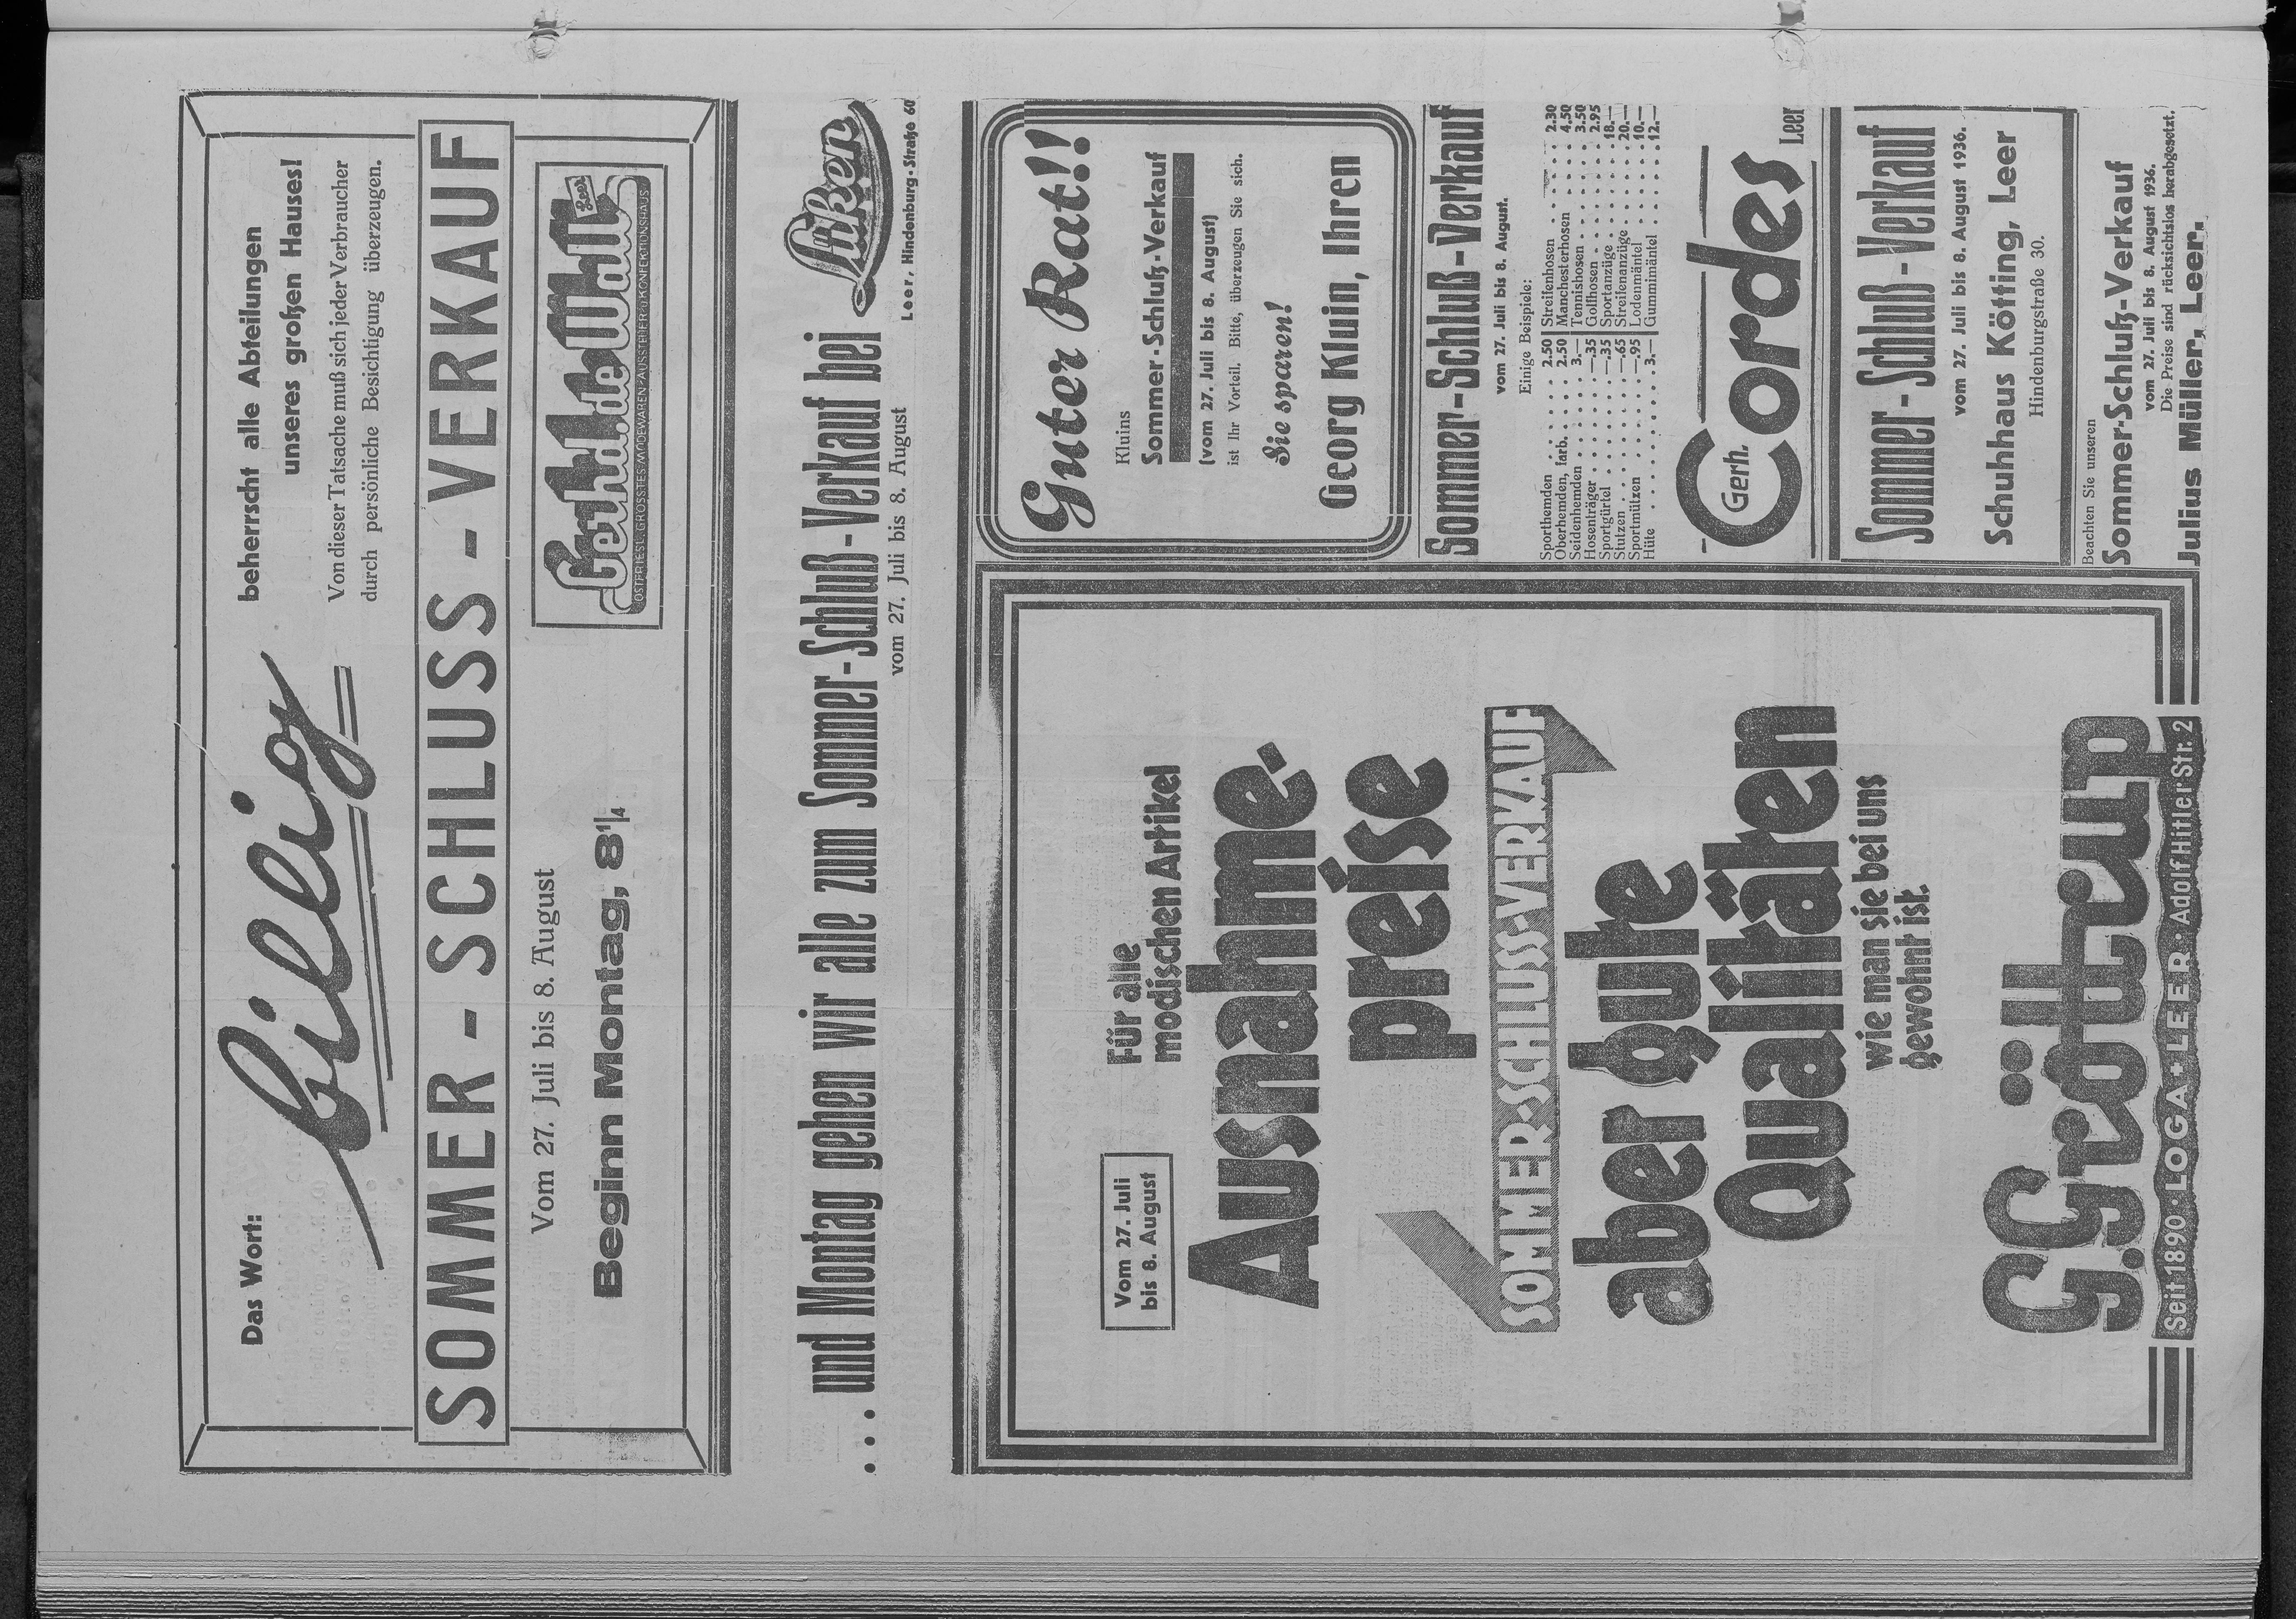 Das Wort:
billig
beherrscht alle Abteilungen
unseres großen Hauses!
Von dieser Tatsache muß sich jeder Verbraucher
durch persönliche Besichtigung überzeugen.
SOMMER - SCHLUSS - VERKAUF
Vom 27. Juli bis 8. August
Beginn Montag, 8¼
Gerhd. de Wall
Leer
OSTFRIESL. GRÖSSTES MODEWAREN-AUSSTEUER u KONFEKTIONSHAUS
.... und Montag gehen wir alle zum Sommer-Schluß-Verkauf bei
vom 27. Juli bis 8. August
Lüken
Leer, Hindenburg-Straße 60
Vom 27. Juli
bis 8. August
Für alle
modischen Artikel
Ausnahme-
preise
SOMMER-SCHLUSS-VERKAUF
aber gute
Qualitäten
wie man sie bei uns
gewohnt ist.
G. Gröttrup
Seit 1890 · LOGA + LEER · Adolf Hitler Str. 2
Guter Rat!!
Kluins
Sommer-Schluß-Verkauf
(vom 27. Juli bis 8. August)
ist Ihr Vorteil. Bitte, überzeugen Sie sich.
Sie sparen!
Georg Kluin, Ihren
Sommer-Schluß-Verkauf
vom 27. Juli bis 8. August.
Einige Beispiele:
Sporthemden . . . . . 2.50 | Streifenhosen . . . . . 2.30
Oberhemden, farb. . . . . 2.50 | Manchesterhosen . . . . 4.50
Seidenhemden . . . . . 3.— | Tennishosen . . . . . 3.50
Hosenträger . . . . . —.35 | Golfhosen . . . . . 2.95
Sportgürtel . . . . . —.35 | Sportanzüge . . . . . 18.—
Stutzen . . . . . —.65 | Streifenanzüge . . . . . 20.—
Sportmützen . . . . . —.95 | Lodenmäntel . . . . . 10.—
Hüte . . . . . 3.— | Gummimäntel . . . . . 12.—
Gerh. Cordes Leer
Sommer-Schluß-Verkauf
vom 27. Juli bis 8. August 1936.
Schuhhaus Kötting, Leer
Hindenburgstraße 30.
Beachten Sie unseren
Sommer-Schluß-Verkauf
vom 27. Juli bis 8. August 1936.
Die Preise sind rücksichtslos herabgesetzt.
Julius Müller, Leer.